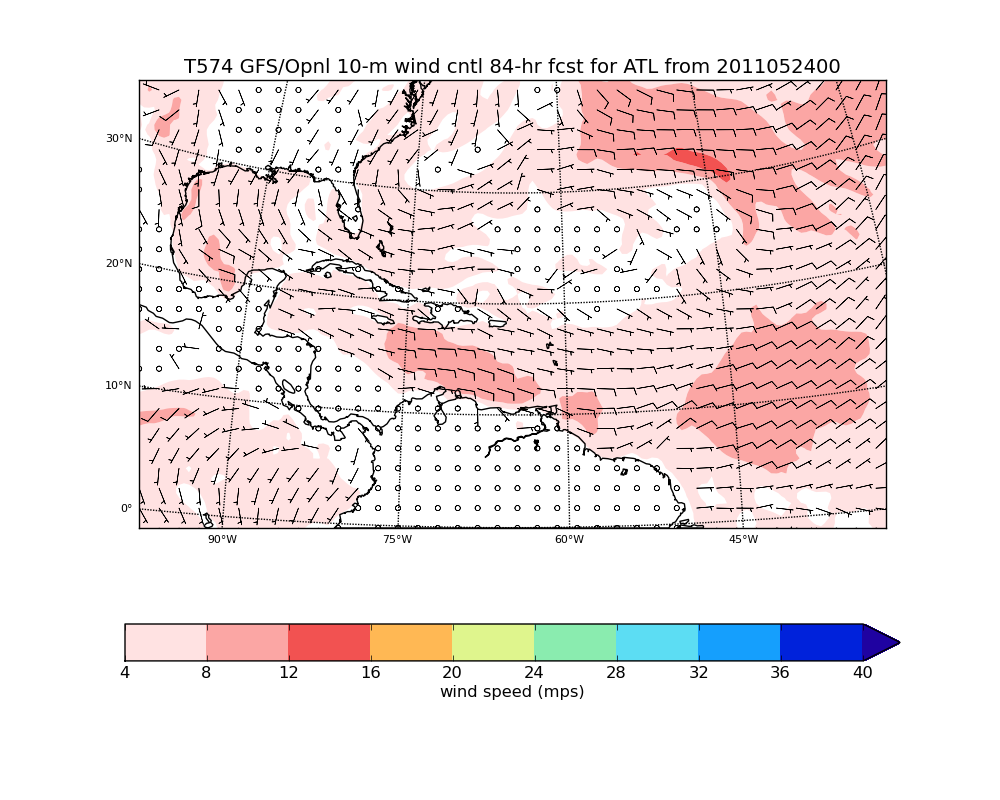 T574 GFS/Opnl 10-m wind cntl 84-hr fcst for ATL from 2011052400
30°N
20°N
10°N
0°
90°W 75°W 60°W 45°W
4 8 12 16 20 24 28 32 36 40
wind speed (mps)